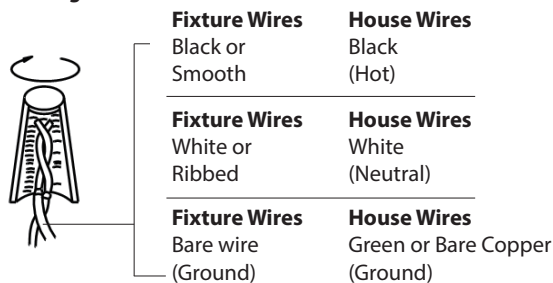 Fixture Wires House Wires
Black or Black
Smooth (Hot)
Fixture Wires House Wires
White or White
Ribbed (Neutral)
Fixture Wires House Wires
Bare wire Green or Bare Copper
(Ground) (Ground)